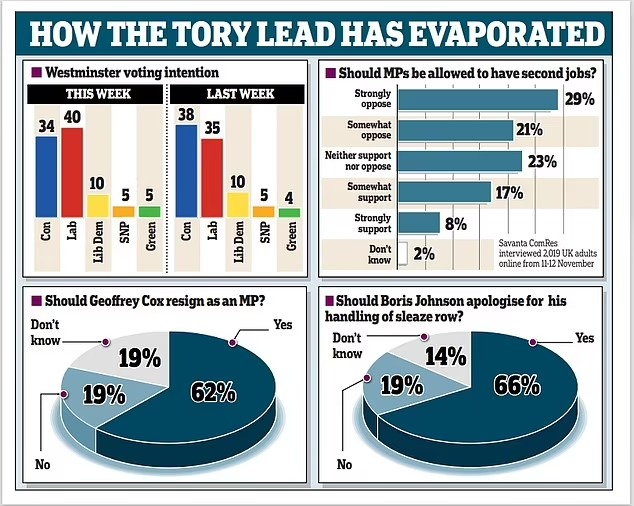 HOW THE TORY LEAD HAS EVAPORATED
Westminster voting intention
THIS WEEK
LAST WEEK
34
40
10
5
5
38
35
10
5
4
Con
Lab
Lib Dem
SNP
Green
Con
Lab
Lib Dem
SNP
Green
Should MPs be allowed to have second jobs?
Strongly
oppose
29%
Somewhat
oppose
21%
Neither support
nor oppose
23%
Somewhat
support
17%
Strongly
support
8%
Don't
know
2%
Savanta ComRes
interviewed 2,019 UK adults
online from 11-12 November
Should Geoffrey Cox resign as an MP?
Don't
know
Yes
19%
19%
62%
No
Should Boris Johnson apologise for his
handling of sleaze row?
Don't
know
Yes
14%
19%
66%
No